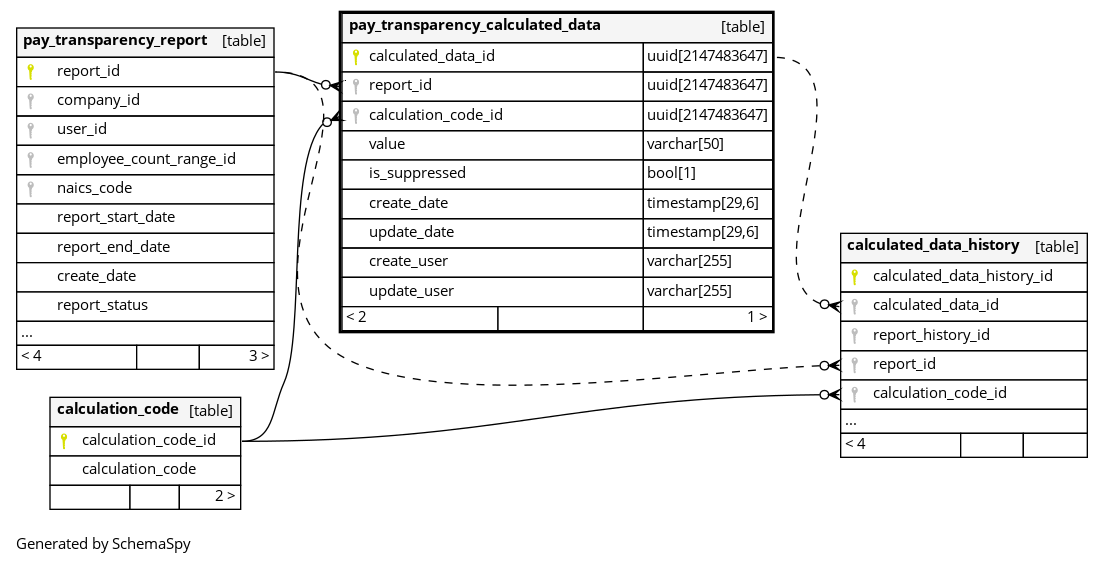 pay_transparency_report [table]
report_id
company_id
user_id
employee_count_range_id
naics_code
report_start_date
report_end_date
create_date
report_status
...
< 4 3 >
pay_transparency_calculated_data [table]
calculated_data_id uuid[2147483647]
report_id uuid[2147483647]
calculation_code_id uuid[2147483647]
value varchar[50]
is_suppressed bool[1]
create_date timestamp[29,6]
update_date timestamp[29,6]
create_user varchar[255]
update_user varchar[255]
< 2 1 >
calculated_data_history [table]
calculated_data_history_id
calculated_data_id
report_history_id
report_id
calculation_code_id
...
< 4
calculation_code [table]
calculation_code_id
calculation_code
2 >
Generated by SchemaSpy